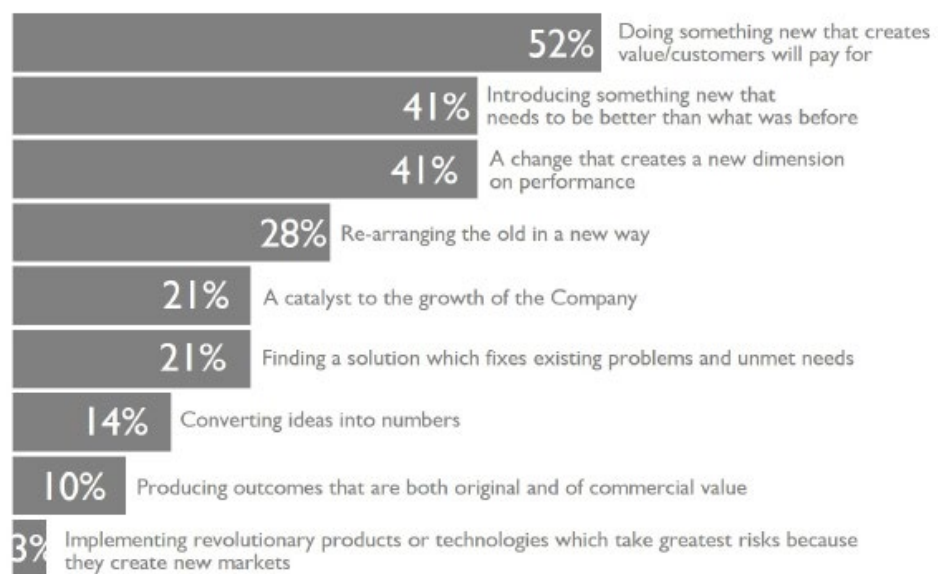 52% Doing something new that creates
value/customers will pay for
41% Introducing something new that
needs to be better than what was before
41% A change that creates a new dimension
on performance
28% Re-arranging the old in a new way
21% A catalyst to the growth of the Company
21% Finding a solution which fixes existing problems and unmet needs
14% Converting ideas into numbers
10% Producing outcomes that are both original and of commercial value
3% Implementing revolutionary products or technologies which take greatest risks because
they create new markets